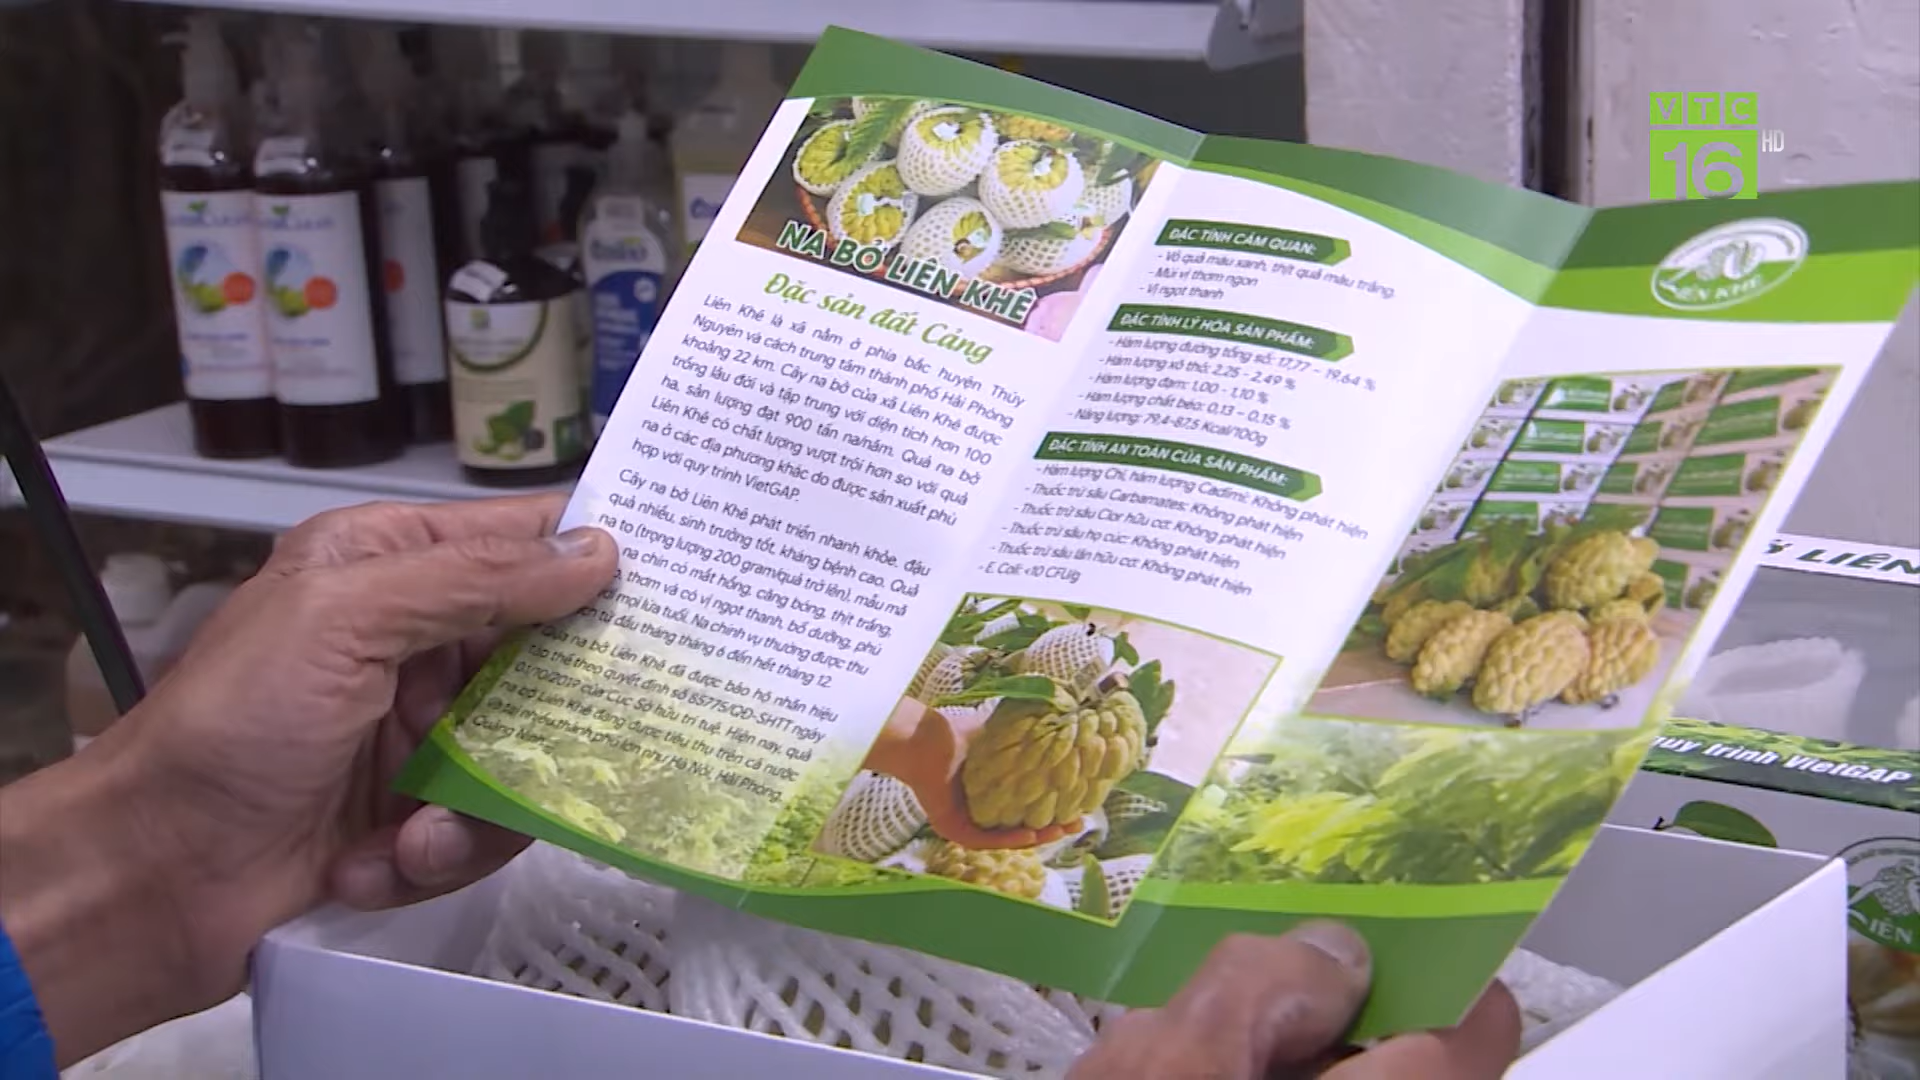 VTC
16
HD
NA BỞ LIÊN KHÊ
Đặc sản đất Cảng
Liên Khê là xã nằm ở phía bắc huyện Thủy
Nguyên và cách trung tâm thành phố Hải Phòng
khoảng 22 km. Cây na bở của xã Liên Khê được
trồng lâu đời và tập trung với diện tích hơn 100
ha, sản lượng đạt 900 tấn na/năm. Quả na bở
Liên Khê có chất lượng vượt trội hơn so với quả
na ở các địa phương khác do được sản xuất phù
hợp với quy trình VietGAP.
Cây na bở Liên Khê phát triển nhanh khỏe, đậu
quả nhiều, sinh trưởng tốt, kháng bệnh cao. Quả
na to (trọng lượng 200 gram/quả trở lên), mẫu mã
na chín có mắt hồng, căng bóng, thịt trắng,
thơm và có vị ngọt thanh, bổ dưỡng, phù
mọi lứa tuổi. Na chính vụ thường được thu
từ đầu tháng tháng 6 đến hết tháng 12.
Quả na bở Liên Khê đã được bảo hộ nhãn hiệu
tập thể theo quyết định số 85775/QĐ-SHTT ngày
01/10/2019 của Cục Sở hữu trí tuệ. Hiện nay, quả
na bở Liên Khê đang được tiêu thụ trên cả nước
và tại nhiều thành phố lớn như Hà Nội, Hải Phòng,
Quảng Ninh...
ĐẶC TÍNH CẢM QUAN:
- Vỏ quả màu xanh, thịt quả màu trắng.
- Mùi vị thơm ngon
- Vị ngọt thanh
ĐẶC TÍNH LÝ HÓA SẢN PHẨM:
- Hàm lượng đường tổng số: 17,77 - 19,64 %
- Hàm lượng xơ thô: 2,25 - 2,49 %
- Hàm lượng đạm: 1,00 - 1,10 %
- Hàm lượng chất béo: 0,13 - 0,15 %
- Năng lượng: 79,4-87,5 Kcal/100g
ĐẶC TÍNH AN TOÀN CỦA SẢN PHẨM:
- Hàm lượng Chì, hàm lượng Cadimi: Không phát hiện
- Thuốc trừ sâu Carbamates: Không phát hiện
- Thuốc trừ sâu Clor hữu cơ: Không phát hiện
- Thuốc trừ sâu họ cúc: Không phát hiện
- Thuốc trừ sâu lân hữu cơ: Không phát hiện
- E. Coli: <10 CFU/g
LIÊN KHÊ
LIÊN
quy trình VietGAP
LIÊN